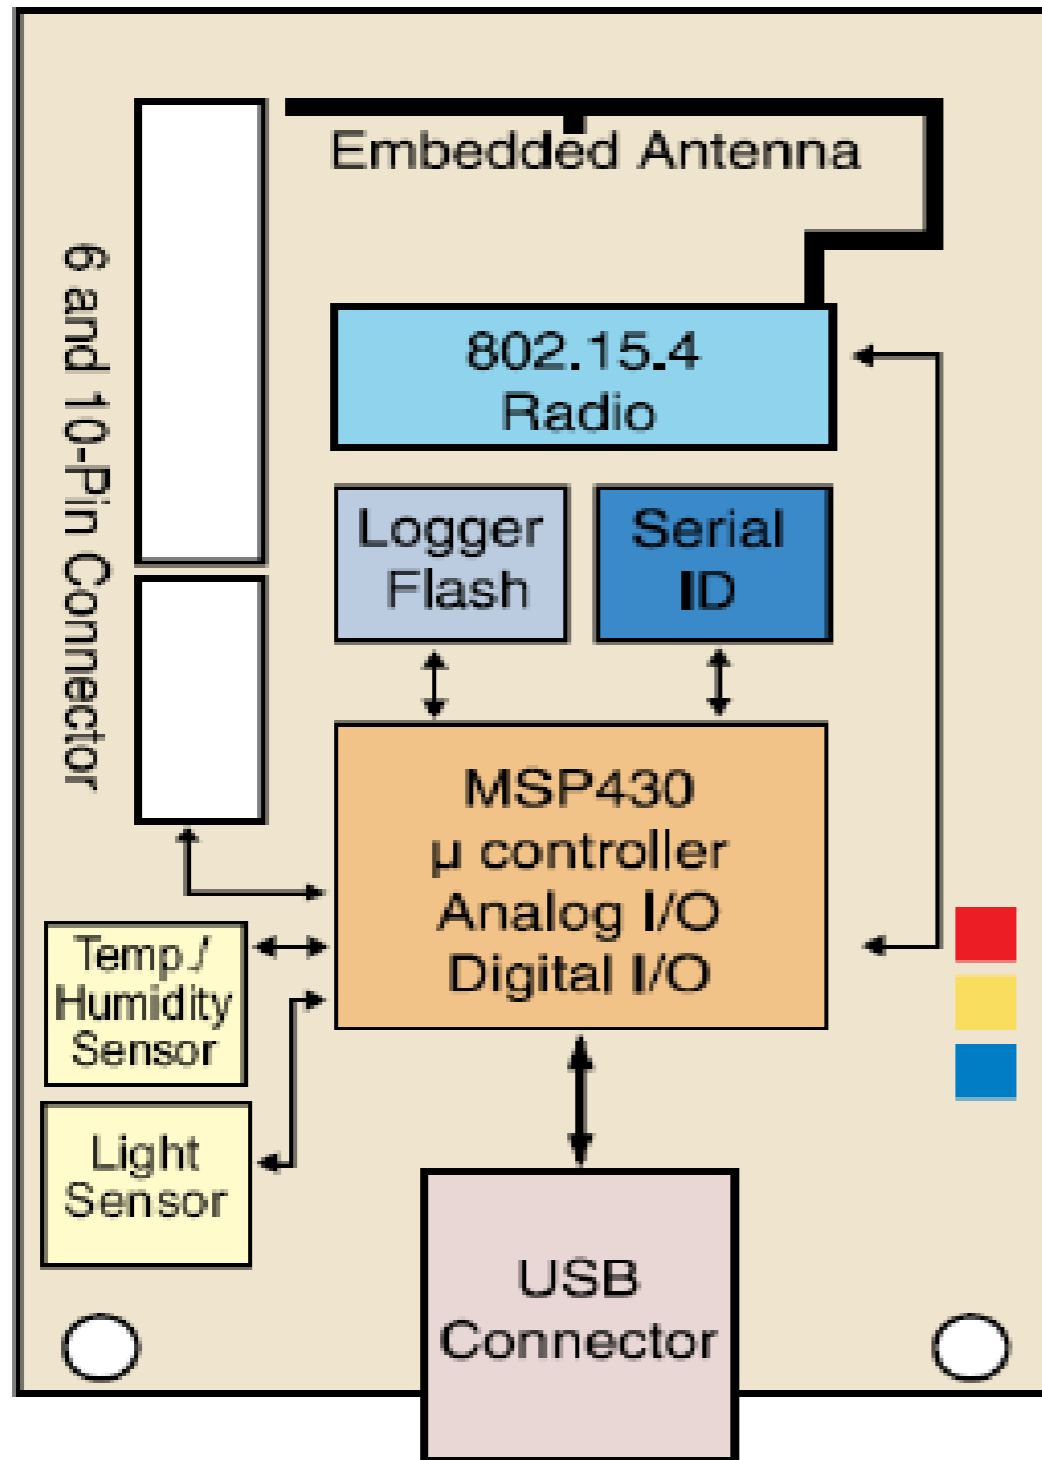 Embedded Antenna
6 and 10-Pin Connector
802.15.4
Radio
Logger
Flash
Serial
ID
MSP430
µ controller
Analog I/O
Digital I/O
Temp./
Humidity
Sensor
Light
Sensor
USB
Connector